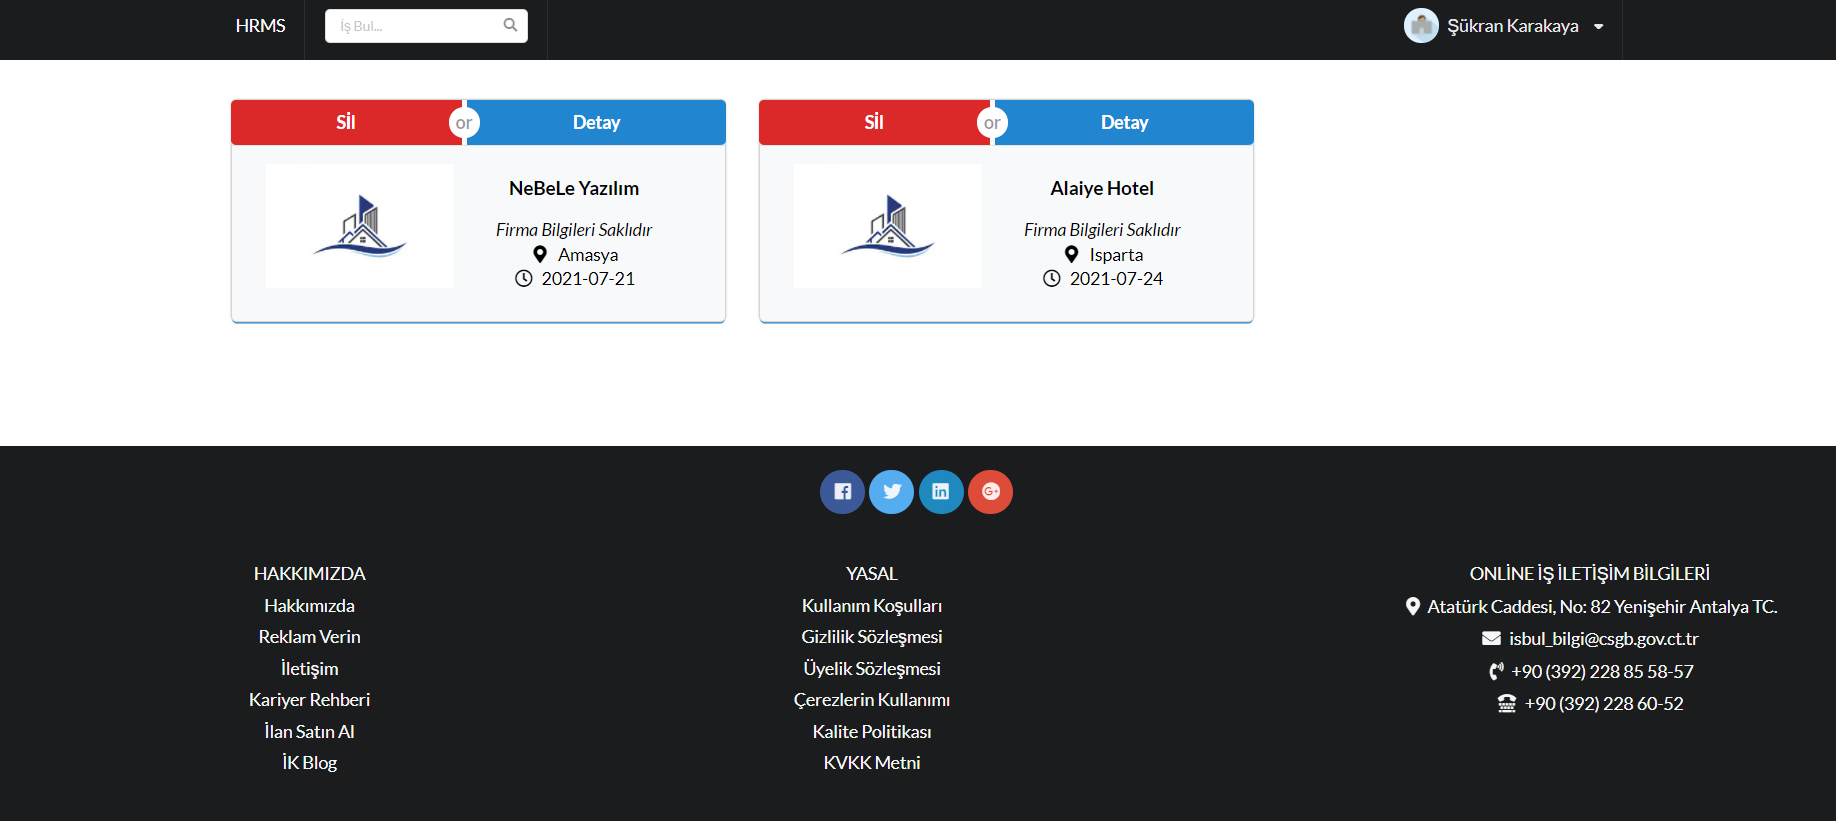 HRMS
İş Bul...
Şükran Karakaya
Sİl
or
Detay
NeBeLe Yazılım
Firma Bilgileri Saklıdır
Amasya
2021-07-21
Sİl
or
Detay
Alaiye Hotel
Firma Bilgileri Saklıdır
Isparta
2021-07-24
HAKKIMIZDA
Hakkımızda
Reklam Verin
İletişim
Kariyer Rehberi
İlan Satın Al
İK Blog
YASAL
Kullanım Koşulları
Gizlilik Sözleşmesi
Üyelik Sözleşmesi
Çerezlerin Kullanımı
Kalite Politikası
KVKK Metni
ONLİNE İŞ İLETİŞİM BİLGİLERİ
Atatürk Caddesi, No: 82 Yenişehir Antalya TC.
isbul_bilgi@csgb.gov.ct.tr
+90 (392) 228 85 58-57
+90 (392) 228 60-52